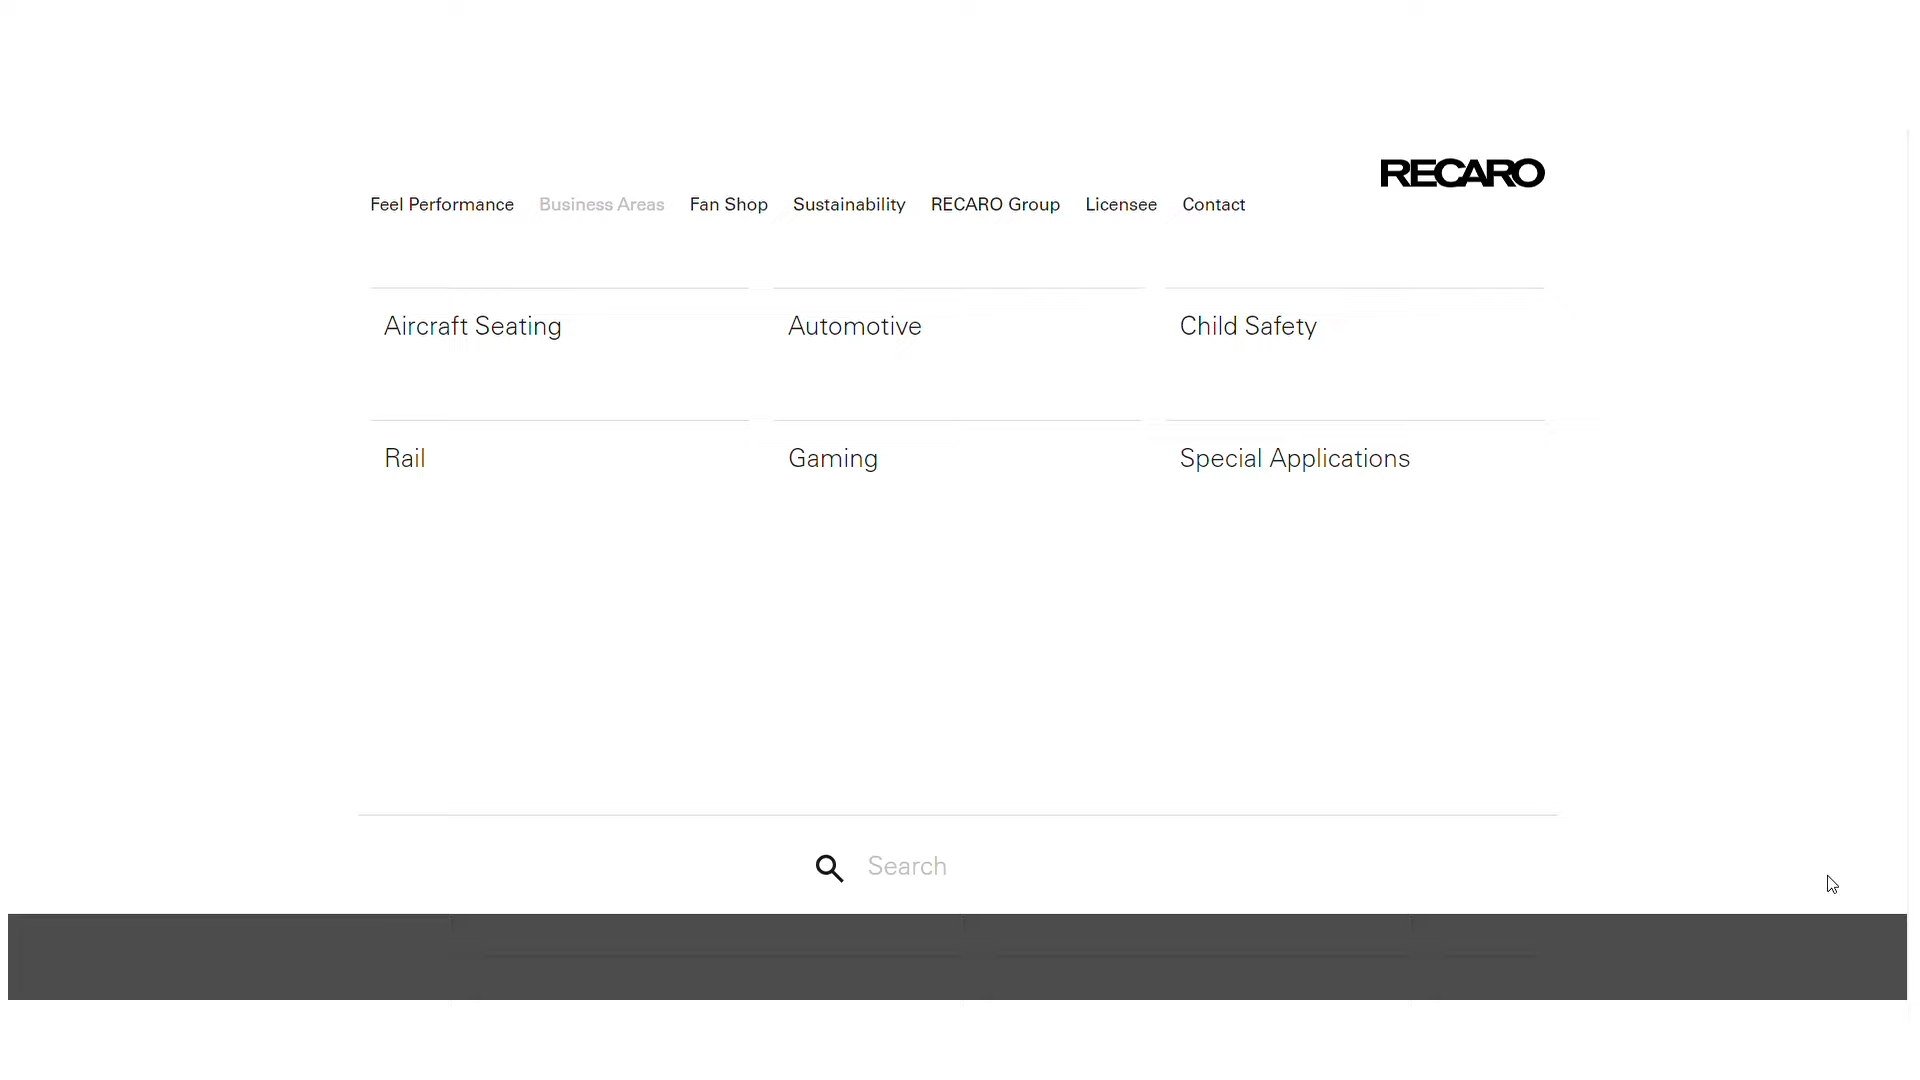 RECARO
Feel Performance Business Areas Fan Shop Sustainability RECARO Group Licensee Contact
Aircraft Seating Automotive Child Safety
Rail Gaming Special Applications
Search